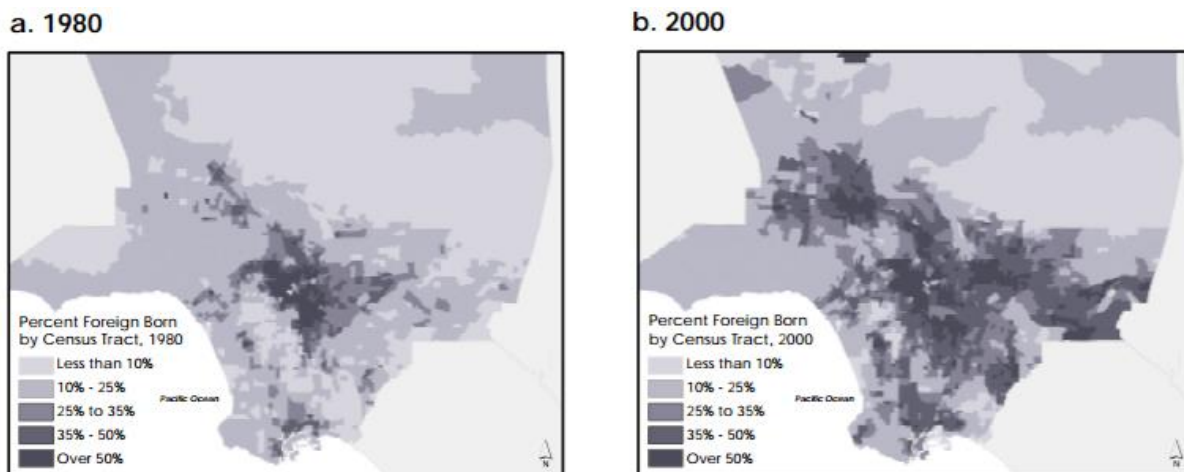 a. 1980
Percent Foreign Born
by Census Tract, 1980
Less than 10%
10% - 25%
25% to 35%
35% - 50%
Over 50%
Pacific Ocean
N
b. 2000
Percent Foreign Born
by Census Tract, 2000
Less than 10%
10% - 25%
25% to 35%
35% - 50%
Over 50%
Pacific Ocean
N